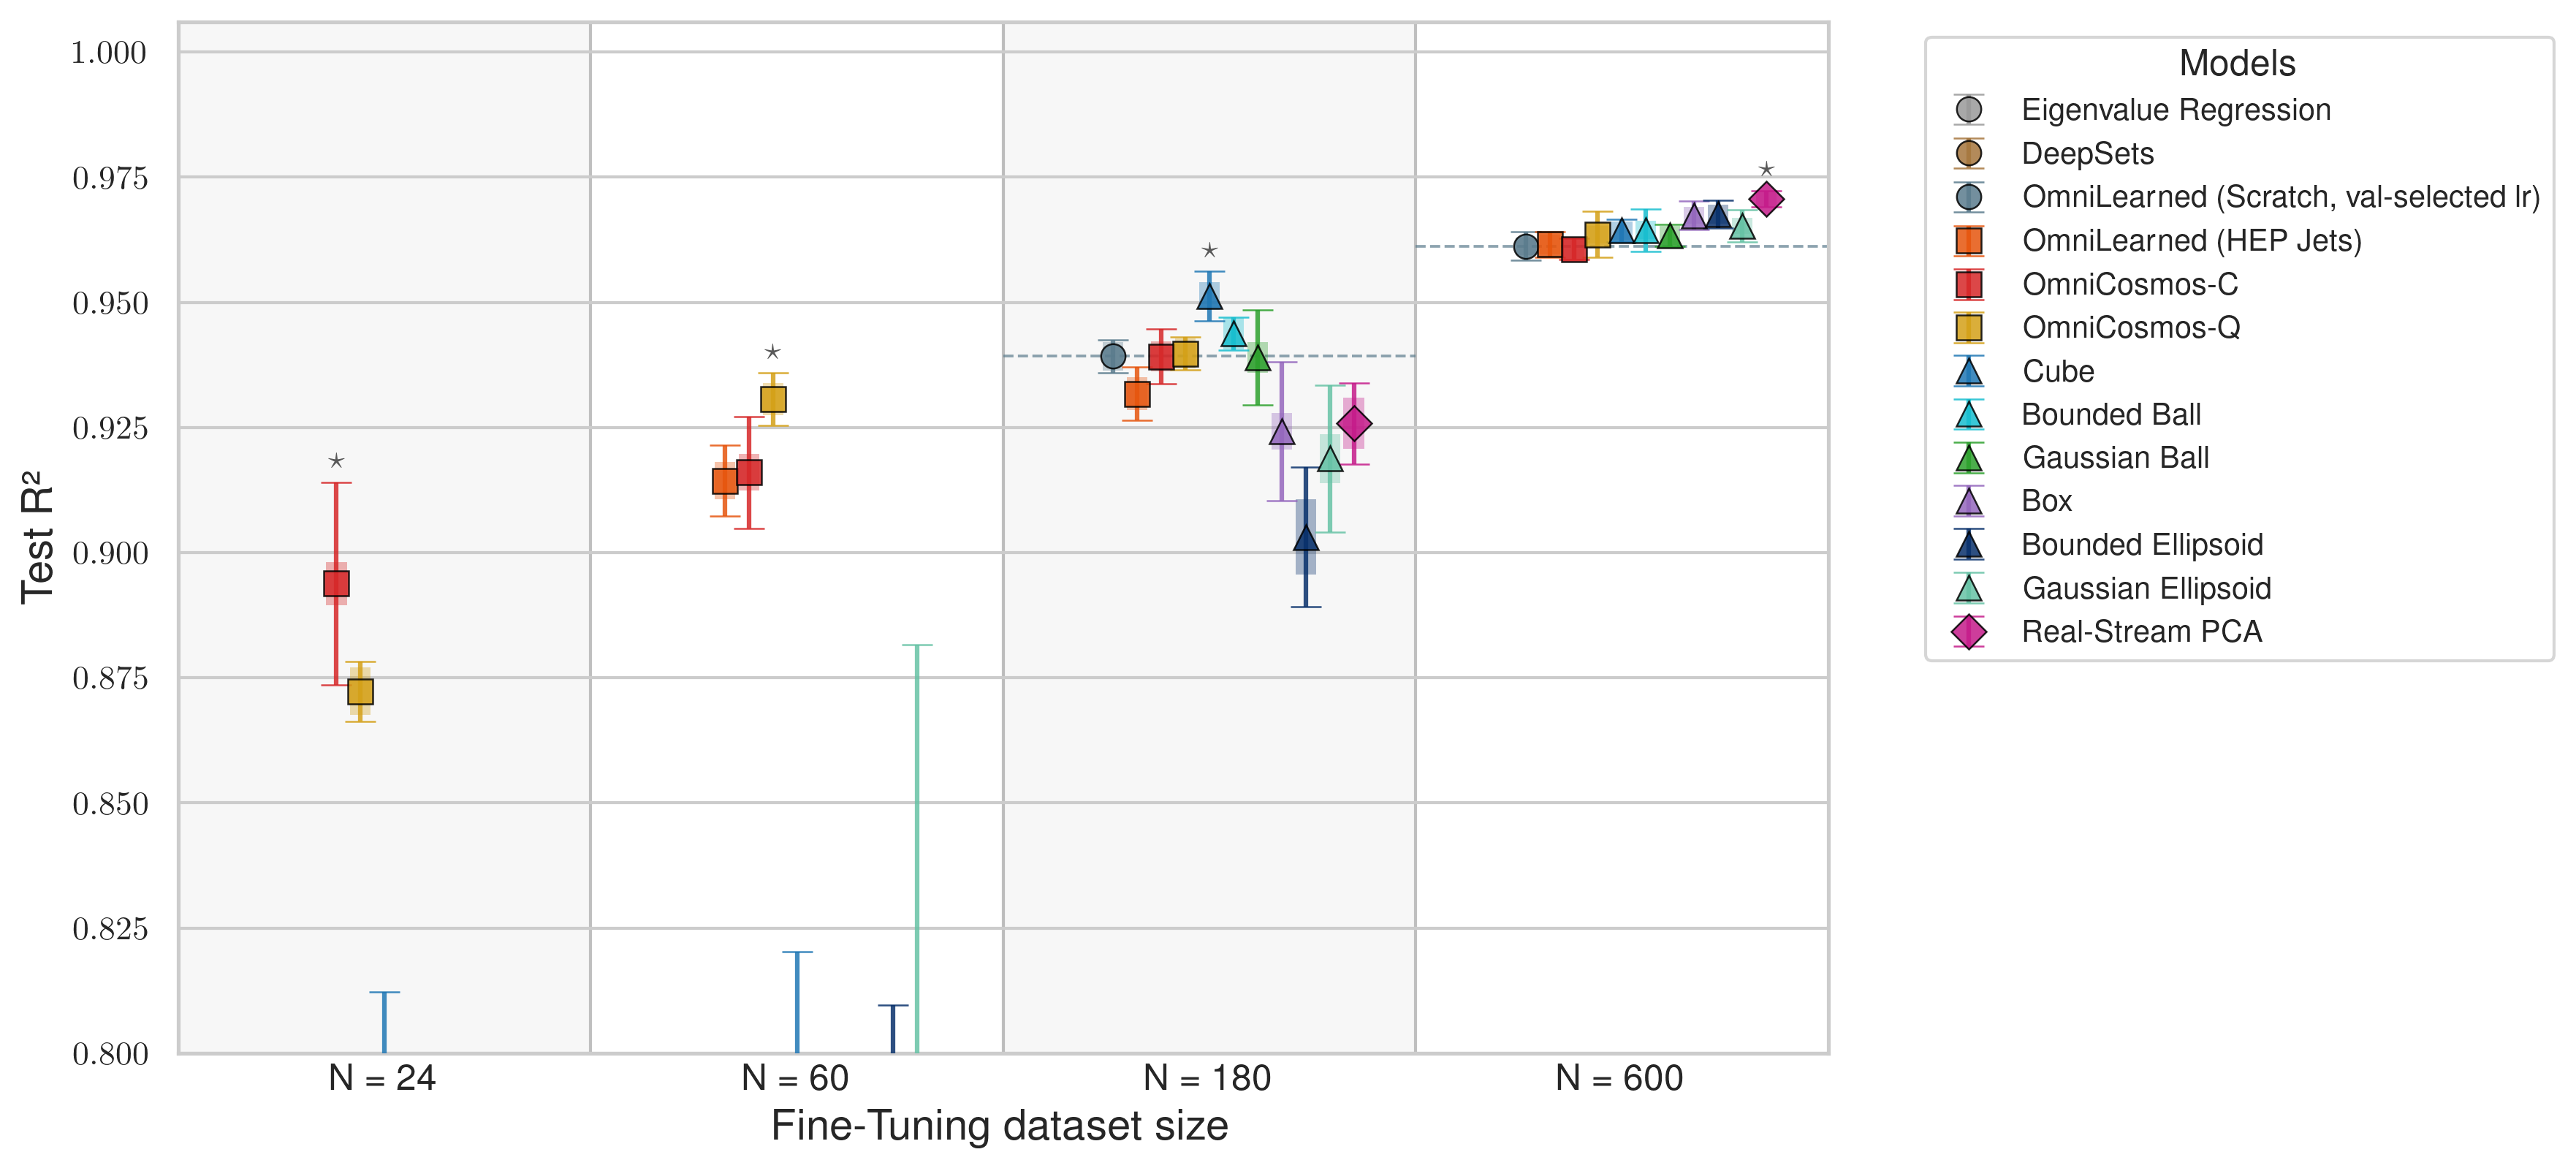 1.000
0.975
0.950
0.925
0.900
0.875
0.850
0.825
0.800
Test R²
N = 24
N = 60
N = 180
N = 600
Fine-Tuning dataset size
Models
Eigenvalue Regression
DeepSets
OmniLearned (Scratch, val-selected lr)
OmniLearned (HEP Jets)
OmniCosmos-C
OmniCosmos-Q
Cube
Bounded Ball
Gaussian Ball
Box
Bounded Ellipsoid
Gaussian Ellipsoid
Real-Stream PCA